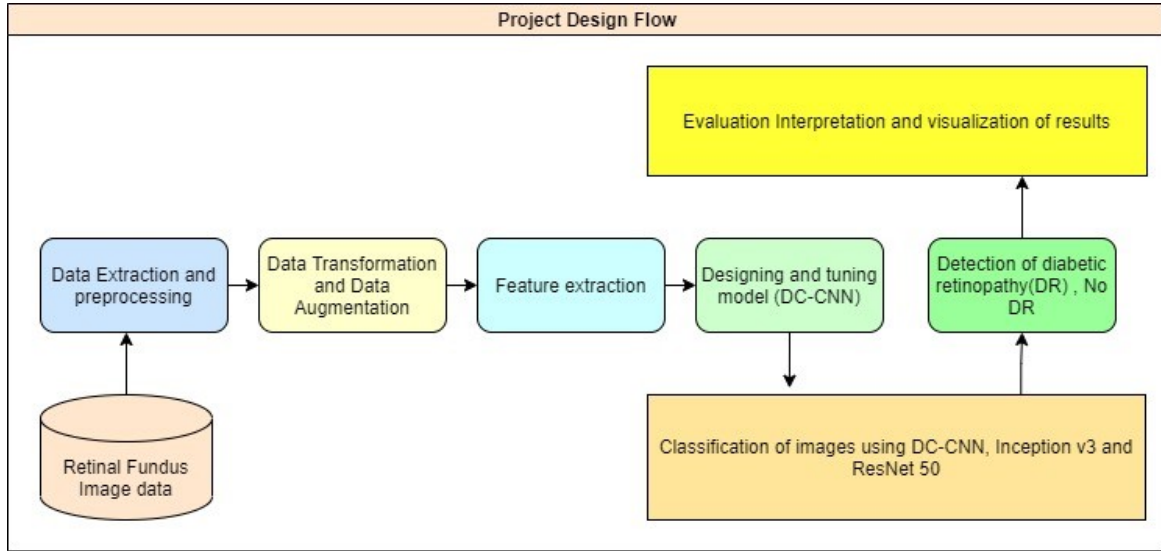 Project Design Flow
Evaluation Interpretation and visualization of results
Data Extraction and
preprocessing
Data Transformation
and Data
Augmentation
Feature extraction
Designing and tuning
model (DC-CNN)
Detection of diabetic
retinopathy(DR) , No
DR
Retinal Fundus
Image data
Classification of images using DC-CNN, Inception v3 and
ResNet 50